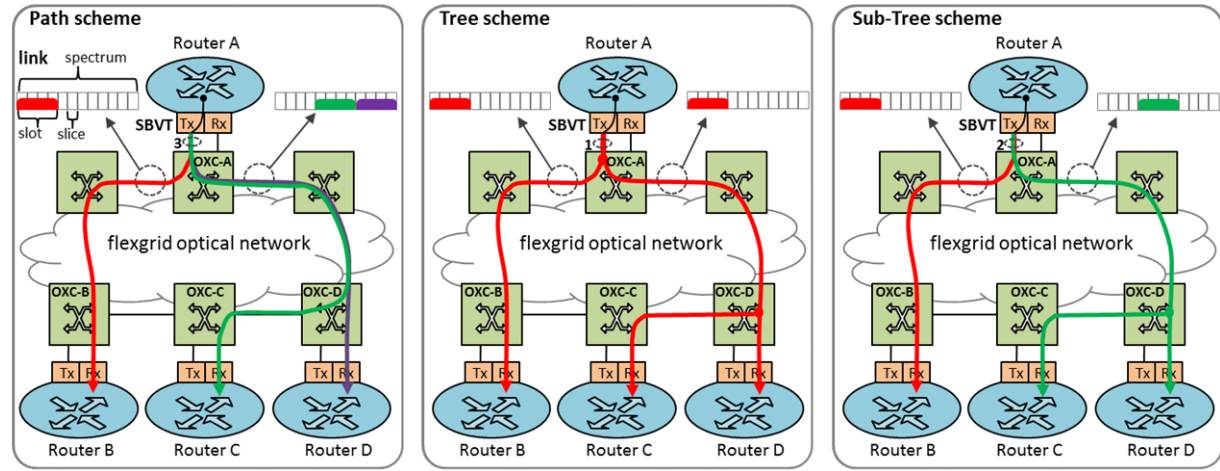 Path scheme
Router A
link
spectrum
slot
slice
SBVT
Tx
Rx
3
OXC-A
flexgrid optical network
OXC-B
OXC-C
OXC-D
Tx Rx
Tx Rx
Tx Rx
Router B
Router C
Router D
Tree scheme
Router A
SBVT
Tx
Rx
1
OXC-A
flexgrid optical network
OXC-B
OXC-C
OXC-D
Tx Rx
Tx Rx
Tx Rx
Router B
Router C
Router D
Sub-Tree scheme
Router A
SBVT
Tx
Rx
2
OXC-A
flexgrid optical network
OXC-B
OXC-C
OXC-D
Tx Rx
Tx Rx
Tx Rx
Router B
Router C
Router D